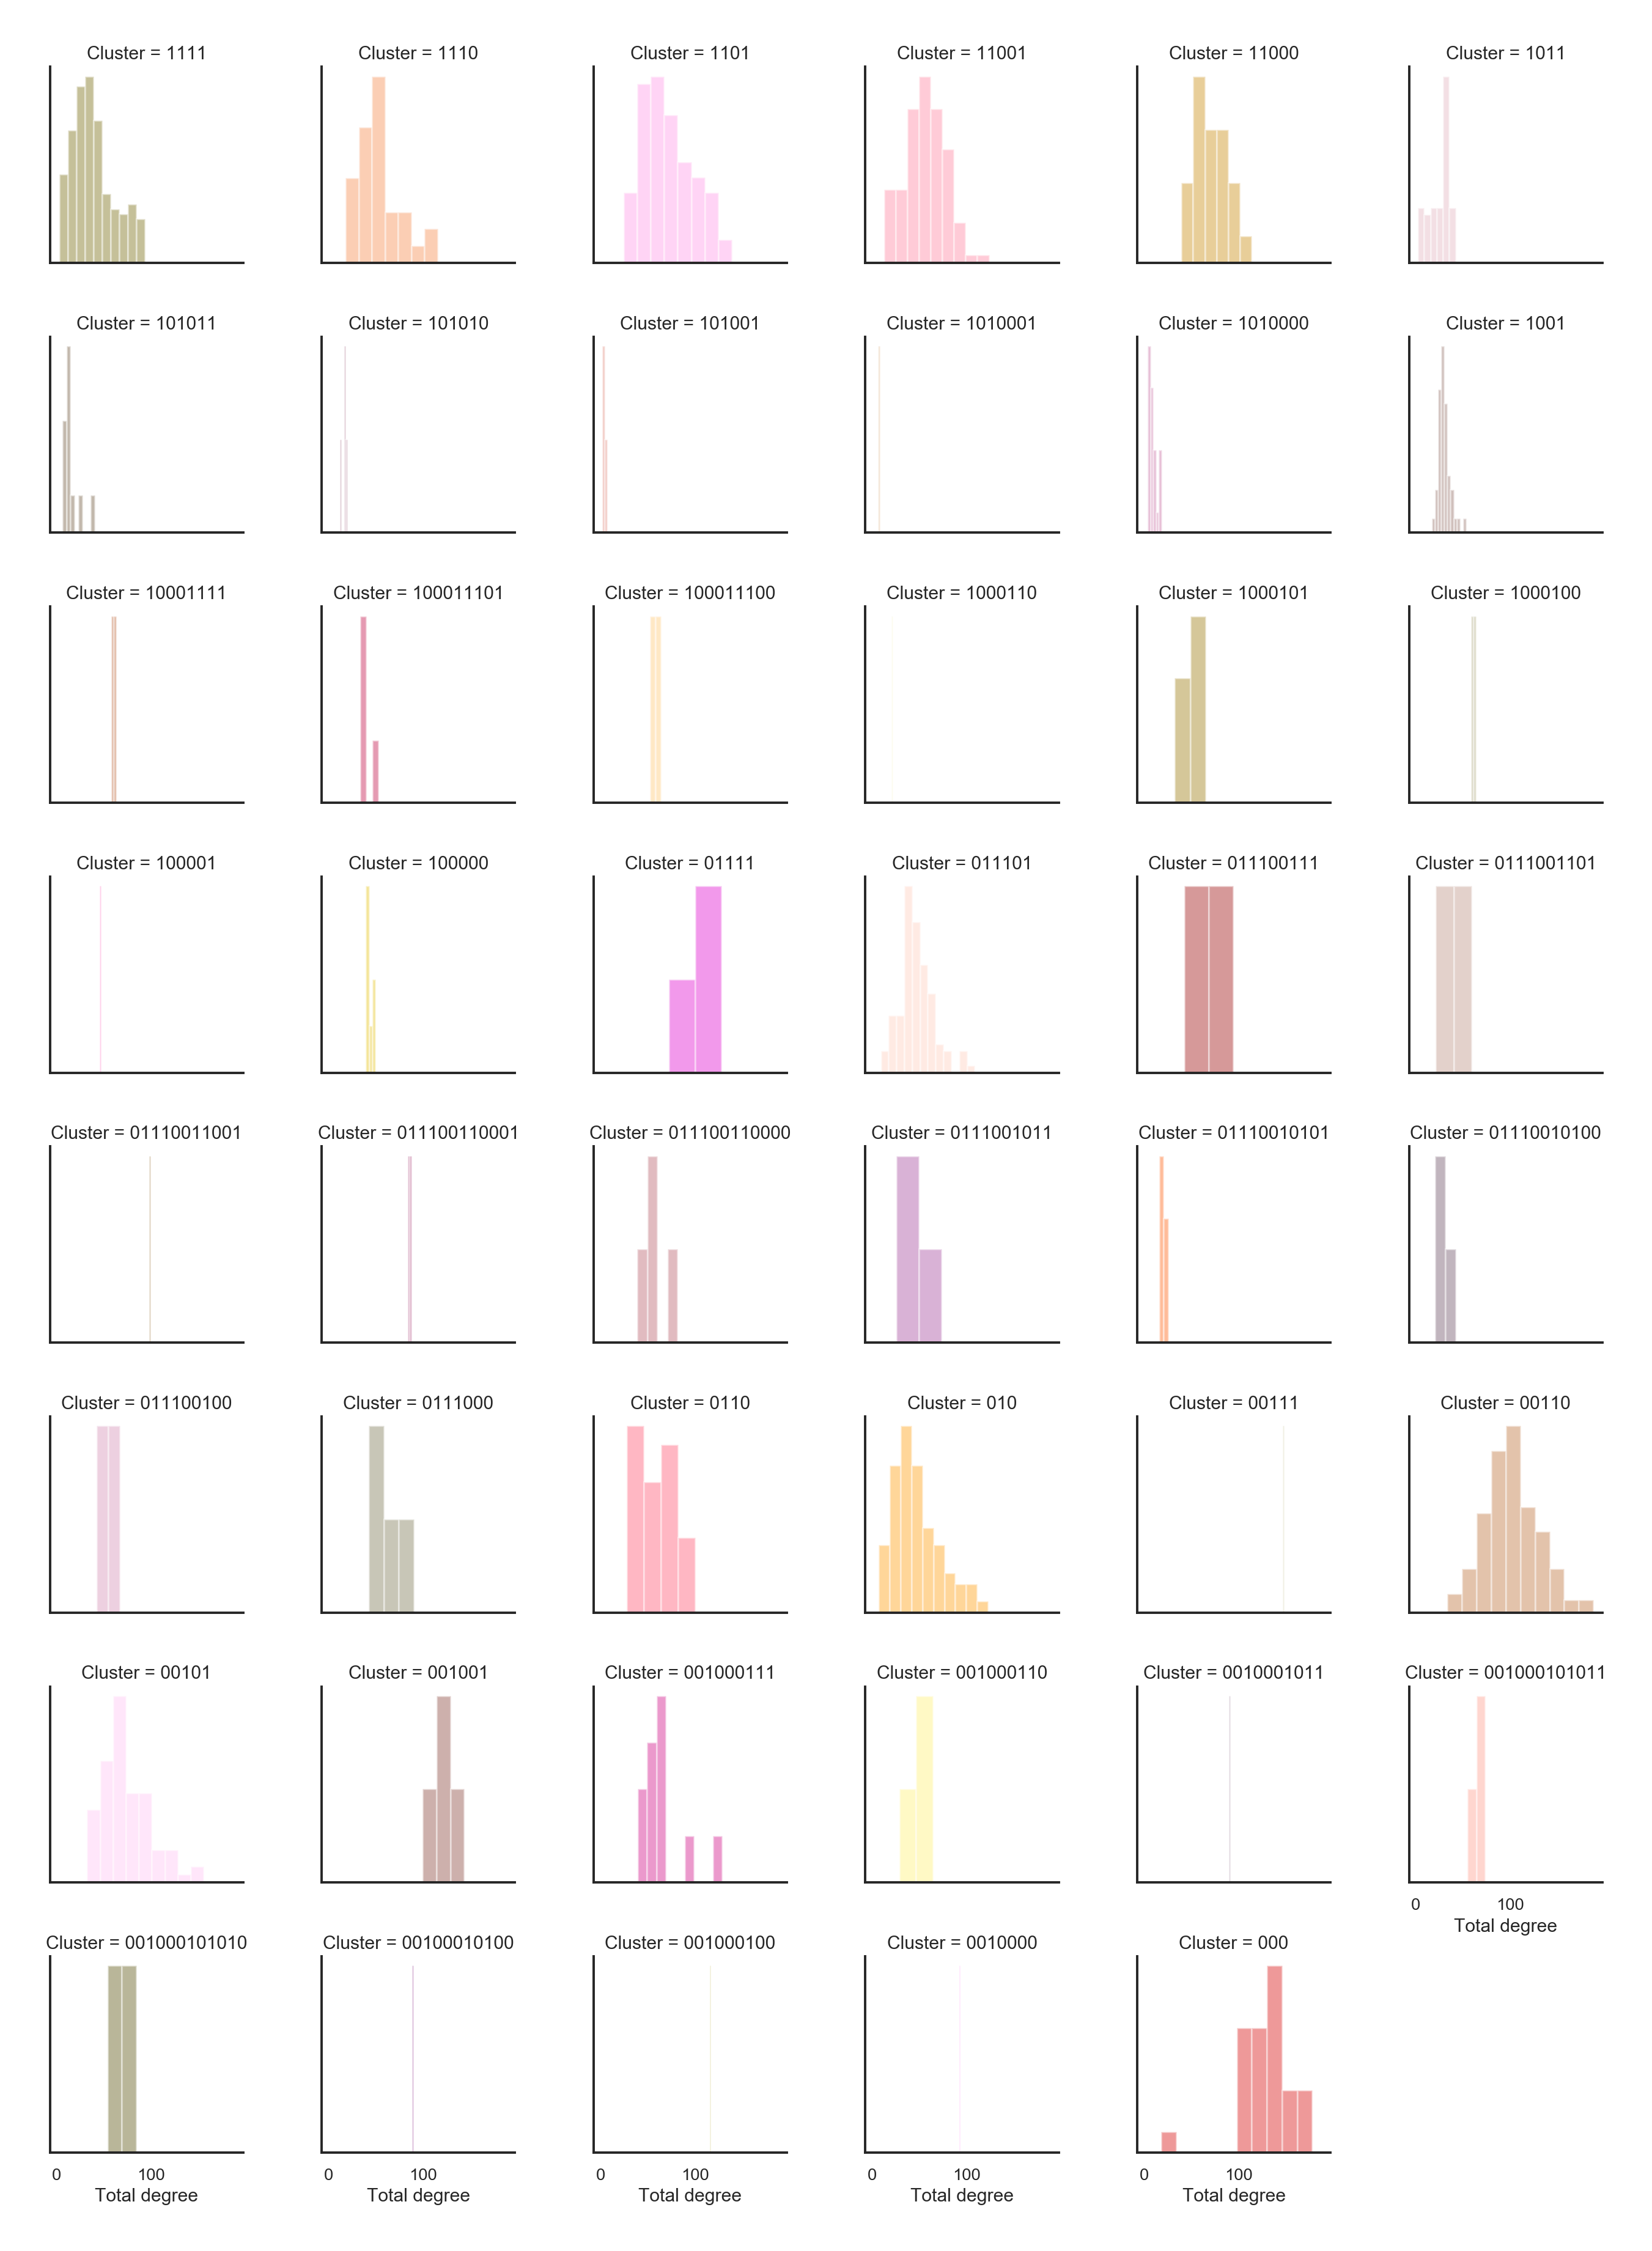 Cluster = 1111
Cluster = 1110
Cluster = 1101
Cluster = 11001
Cluster = 11000
Cluster = 1011
Cluster = 101011
Cluster = 101010
Cluster = 101001
Cluster = 1010001
Cluster = 1010000
Cluster = 1001
Cluster = 10001111
Cluster = 100011101
Cluster = 100011100
Cluster = 1000110
Cluster = 1000101
Cluster = 1000100
Cluster = 100001
Cluster = 100000
Cluster = 01111
Cluster = 011101
Cluster = 011100111
Cluster = 0111001101
Cluster = 01110011001
Cluster = 011100110001
Cluster = 011100110000
Cluster = 0111001011
Cluster = 01110010101
Cluster = 01110010100
Cluster = 011100100
Cluster = 0111000
Cluster = 0110
Cluster = 010
Cluster = 00111
Cluster = 00110
Cluster = 00101
Cluster = 001001
Cluster = 001000111
Cluster = 001000110
Cluster = 0010001011
Cluster = 001000101011
0 100
Total degree
Cluster = 001000101010
Cluster = 00100010100
Cluster = 001000100
Cluster = 0010000
Cluster = 000
0 100
Total degree
0 100
Total degree
0 100
Total degree
0 100
Total degree
0 100
Total degree